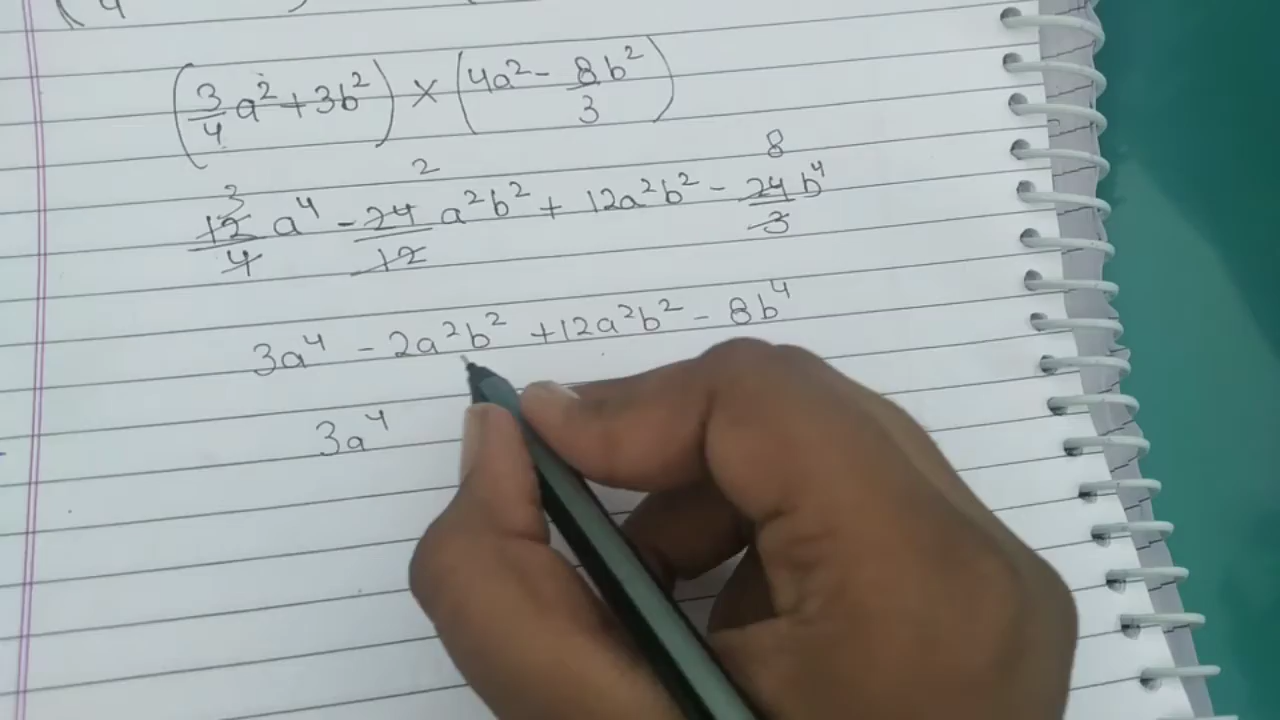 (3/4 a² + 3b²) × (4a² - 8b²/3)
3 2 8
12/4 a⁴ - 24/12 a²b² + 12a²b² - 24/3 b⁴
3a⁴ - 2a²b² + 12a²b² - 8b⁴
3a⁴